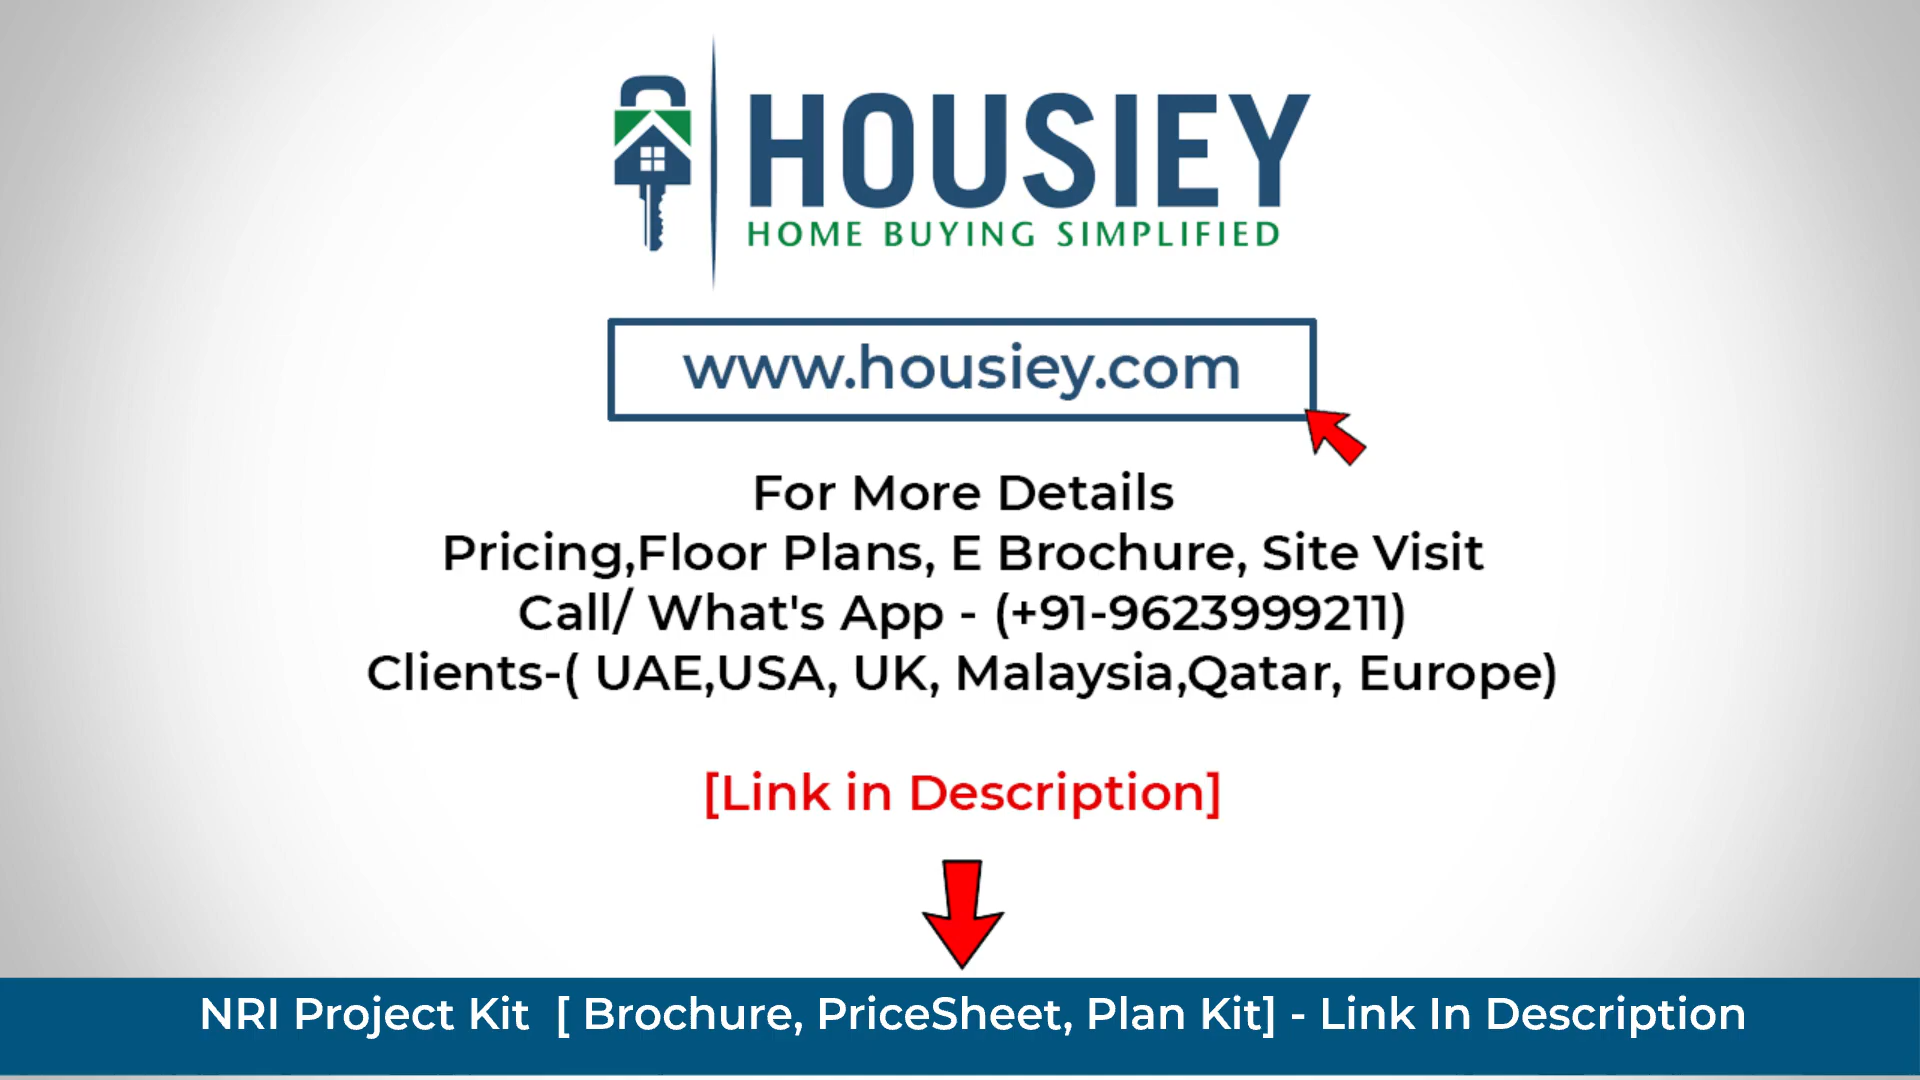 HOUSIEY
HOME BUYING SIMPLIFIED
www.housiey.com
For More Details
Pricing,Floor Plans, E Brochure, Site Visit
Call/ What's App - (+91-9623999211)
Clients-( UAE,USA, UK, Malaysia,Qatar, Europe)
[Link in Description]
NRI Project Kit [ Brochure, PriceSheet, Plan Kit] - Link In Description